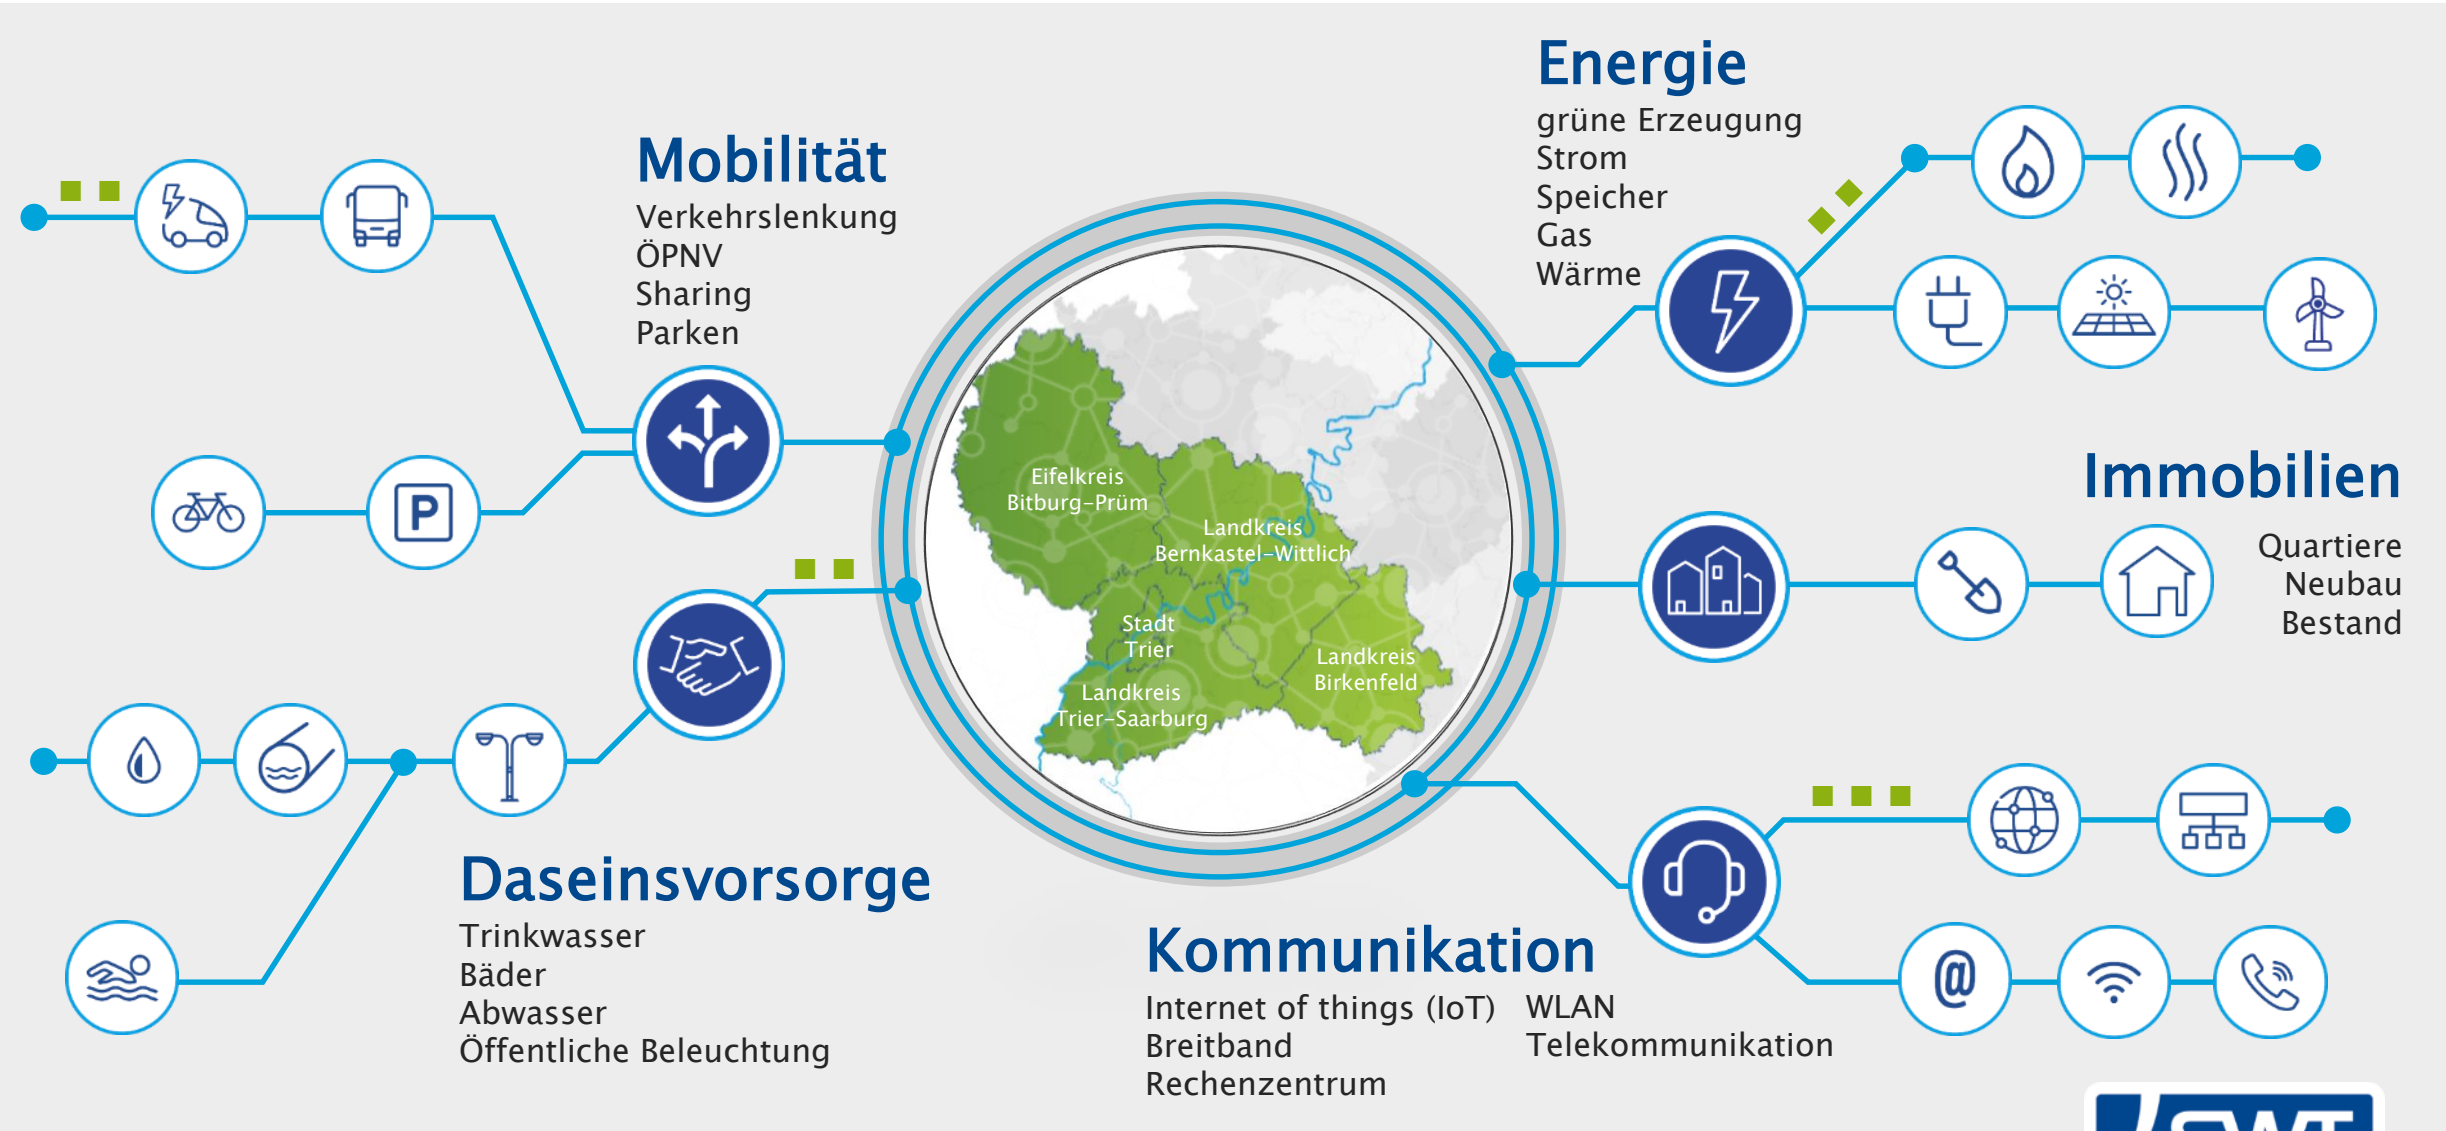 Mobilität
Verkehrslenkung
ÖPNV
Sharing
Parken
P
Energie
grüne Erzeugung
Strom
Speicher
Gas
Wärme
Eifelkreis
Bitburg-Prüm
Landkreis
Bernkastel-Wittlich
Stadt
Trier
Landkreis
Trier-Saarburg
Landkreis
Birkenfeld
Immobilien
Quartiere
Neubau
Bestand
Daseinsvorsorge
Trinkwasser
Bäder
Abwasser
Öffentliche Beleuchtung
Kommunikation
Internet of things (IoT) WLAN
Breitband Telekommunikation
Rechenzentrum
@
SWT